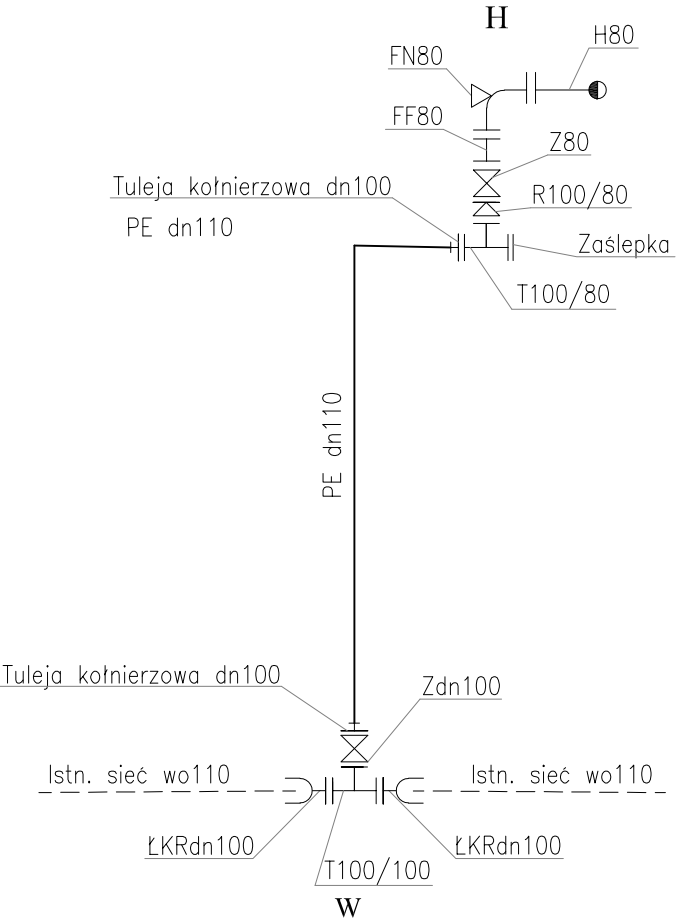 H
H80
FN80
FF80
Z80
Tuleja kołnierzowa dn100
R100/80
PE dn110
Zaślepka
T100/80
PE dn110
Tuleja kołnierzowa dn100
Zdn100
Istn. sieć wo110
Istn. sieć wo110
ŁKRdn100
ŁKRdn100
T100/100
W